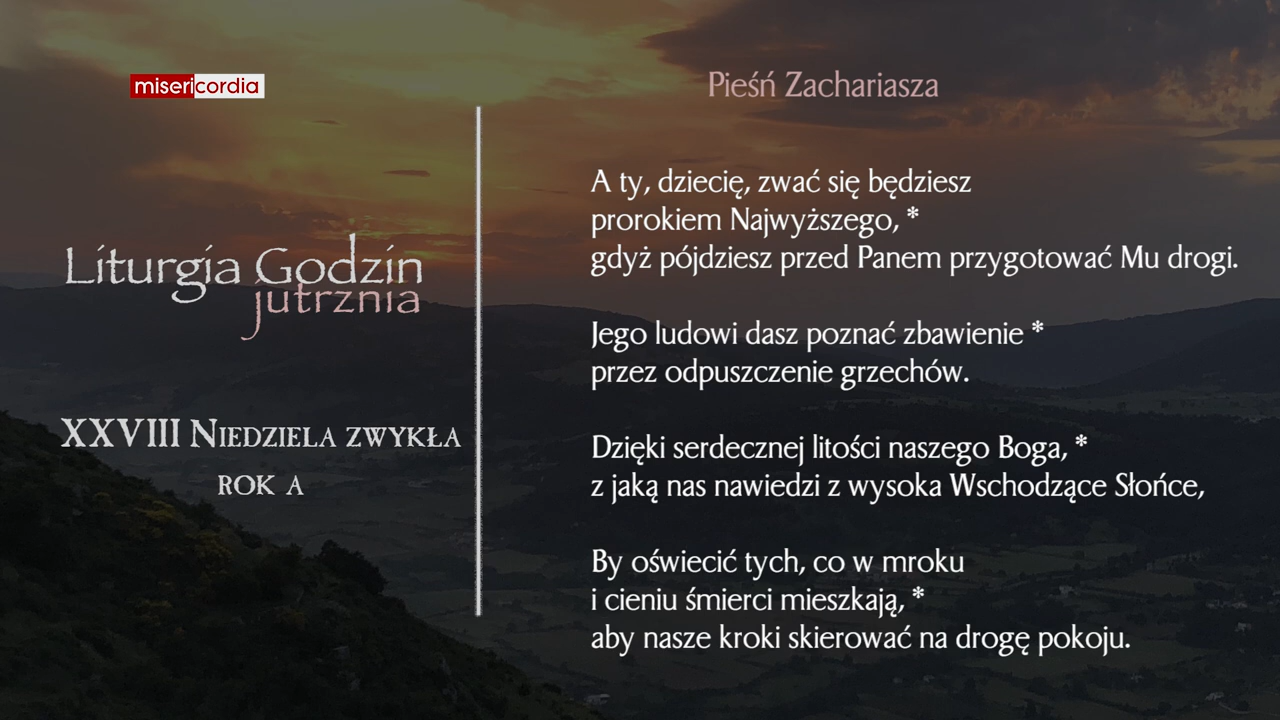 misericordia
Liturgia Godzin
jutrznia
XXVIII Niedziela zwykła
rok a
Pieśń Zachariasza
A ty, dziecię, zwać się będziesz
prorokiem Najwyższego, *
gdyż pójdziesz przed Panem przygotować Mu drogi.
Jego ludowi dasz poznać zbawienie *
przez odpuszczenie grzechów.
Dzięki serdecznej litości naszego Boga, *
z jaką nas nawiedzi z wysoka Wschodzące Słońce,
By oświecić tych, co w mroku
i cieniu śmierci mieszkają, *
aby nasze kroki skierować na drogę pokoju.